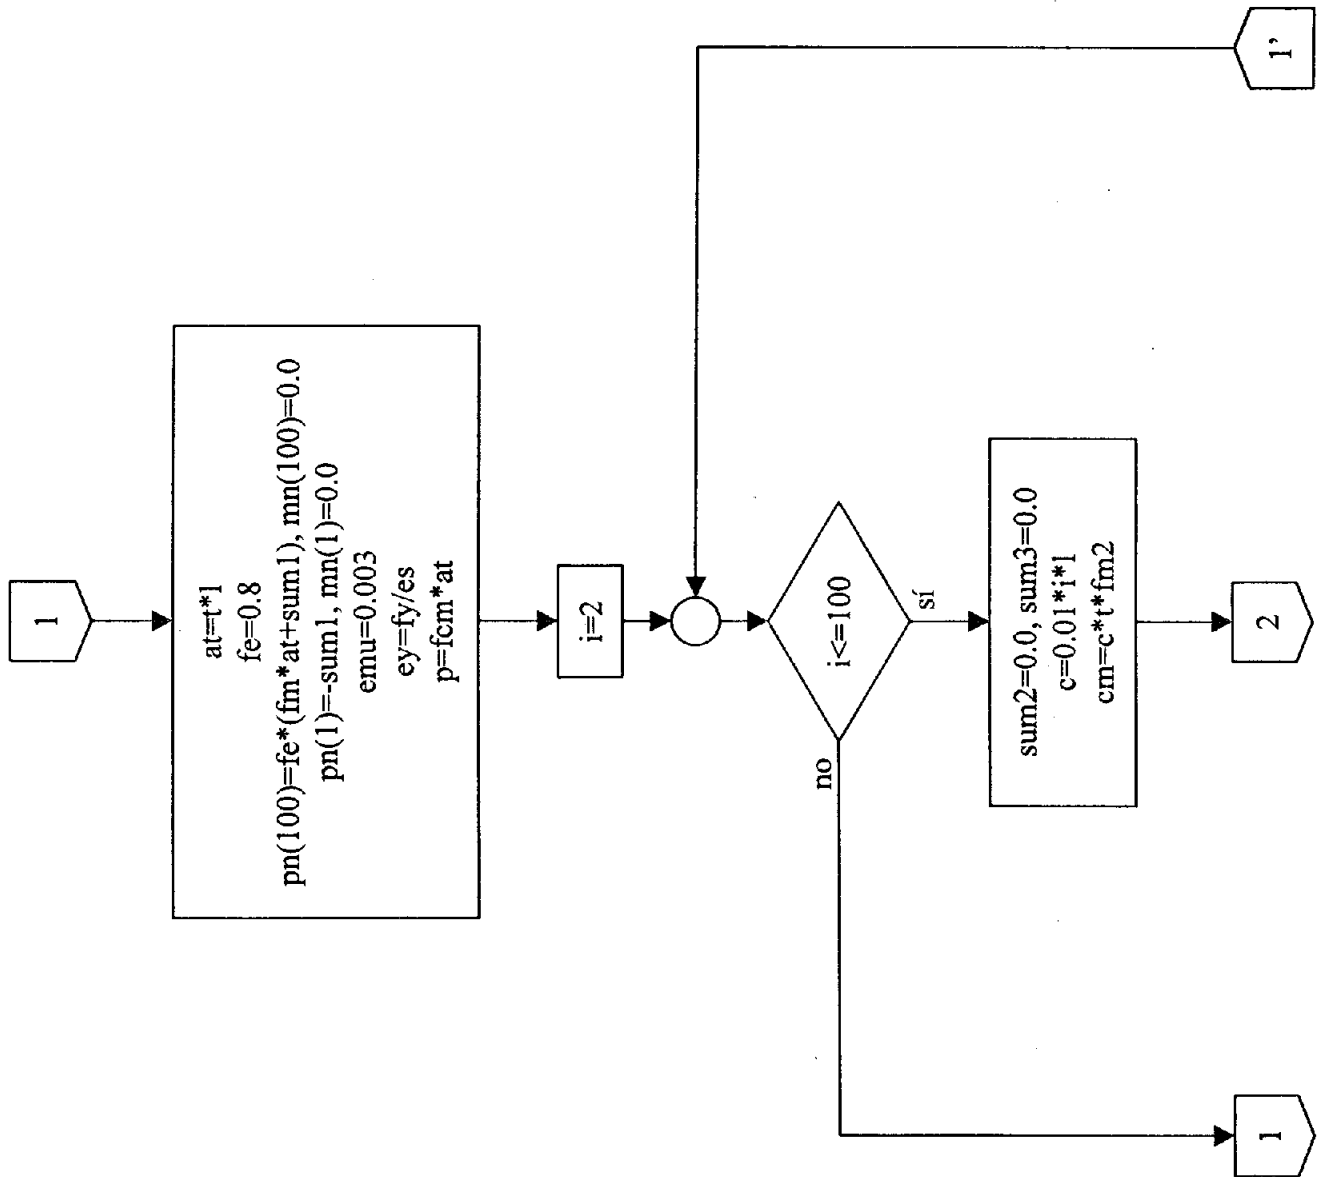 1
at=t*l
fe=0.8
pn(100)=fe*(fm*at+sum1), mn(100)=0.0
pn(1)=-sum1, mn(1)=0.0
emu=0.003
ey=fy/es
p=fcm*at
i=2
1'
i<=100
no
sí
sum2=0.0, sum3=0.0
c=0.01*i*l
cm=c*t*fm2
1
2